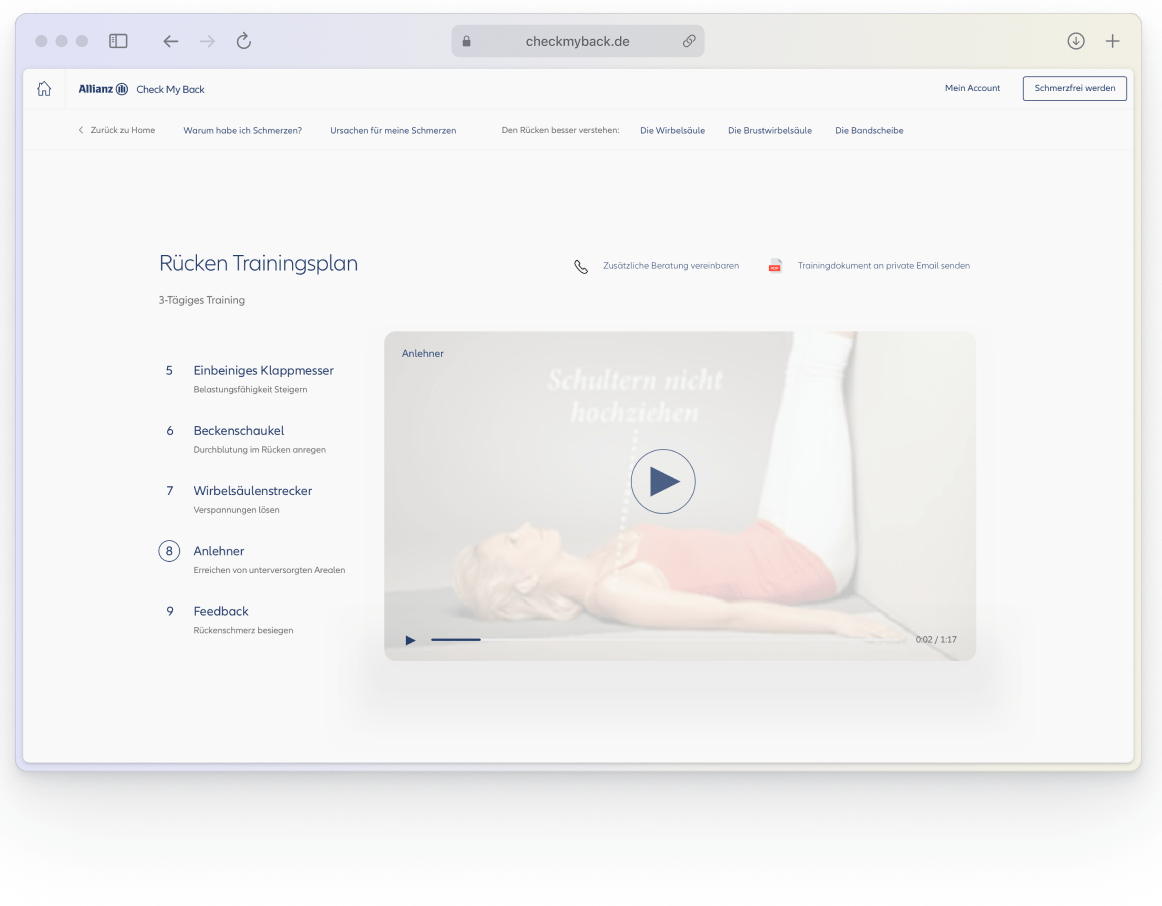 checkmyback.de
Allianz Check My Back
Mein Account
Schmerzfrei werden
Zurück zu Home
Warum habe ich Schmerzen?
Ursachen für meine Schmerzen
Den Rücken besser verstehen:
Die Wirbelsäule
Die Brustwirbelsäule
Die Bandscheibe
Rücken Trainingsplan
Zusätzliche Beratung vereinbaren
PDF
Trainingdokument an private Email senden
3-Tägiges Training
5 Einbeiniges Klappmesser
Belastungsfähigkeit Steigern
6 Beckenschaukel
Durchblutung im Rücken anregen
7 Wirbelsäulenstrecker
Verspannungen lösen
8 Anlehner
Erreichen von unterversorgten Arealen
9 Feedback
Rückenschmerz besiegen
Anlehner
Schultern nicht
hochziehen
0:02 / 1:17